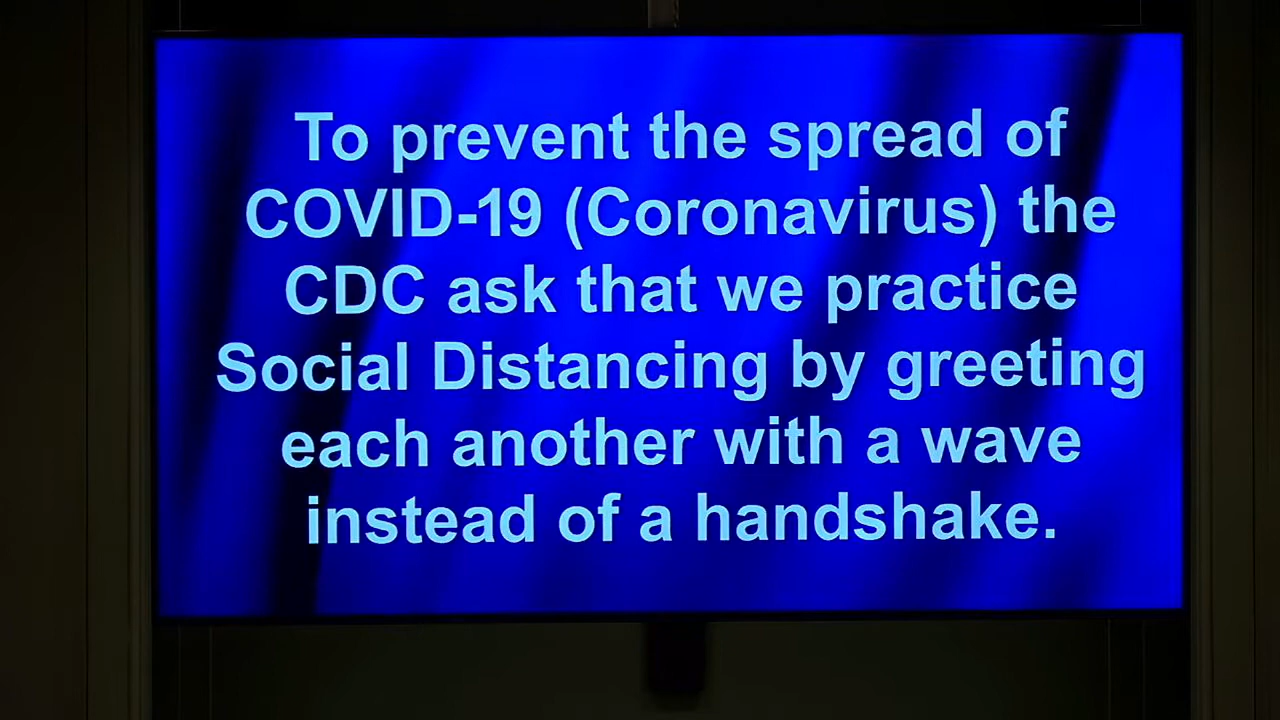 To prevent the spread of
COVID-19 (Coronavirus) the
CDC ask that we practice
Social Distancing by greeting
each another with a wave
instead of a handshake.